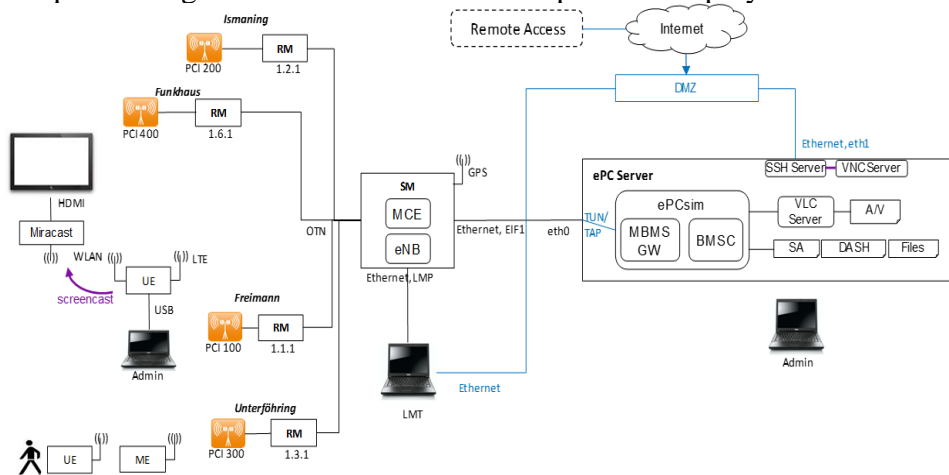 Ismaning
RM
PCI 200
1.2.1
Funkhaus
RM
PCI 400
1.6.1
HDMI
Miracast
WLAN
LTE
UE
screencast
USB
Admin
OTN
Freimann
RM
PCI 100
1.1.1
Unterföhring
RM
PCI 300
1.3.1
UE
ME
Remote Access
Internet
DMZ
GPS
SM
MCE
eNB
Ethernet, EIF1
eth0
Ethernet, LMP
LMT
Ethernet
Ethernet, eth1
SSH Server
VNC Server
ePC Server
ePCsim
TUN/
TAP
MBMS
GW
BMSC
VLC
Server
A/V
SA
DASH
Files
Admin